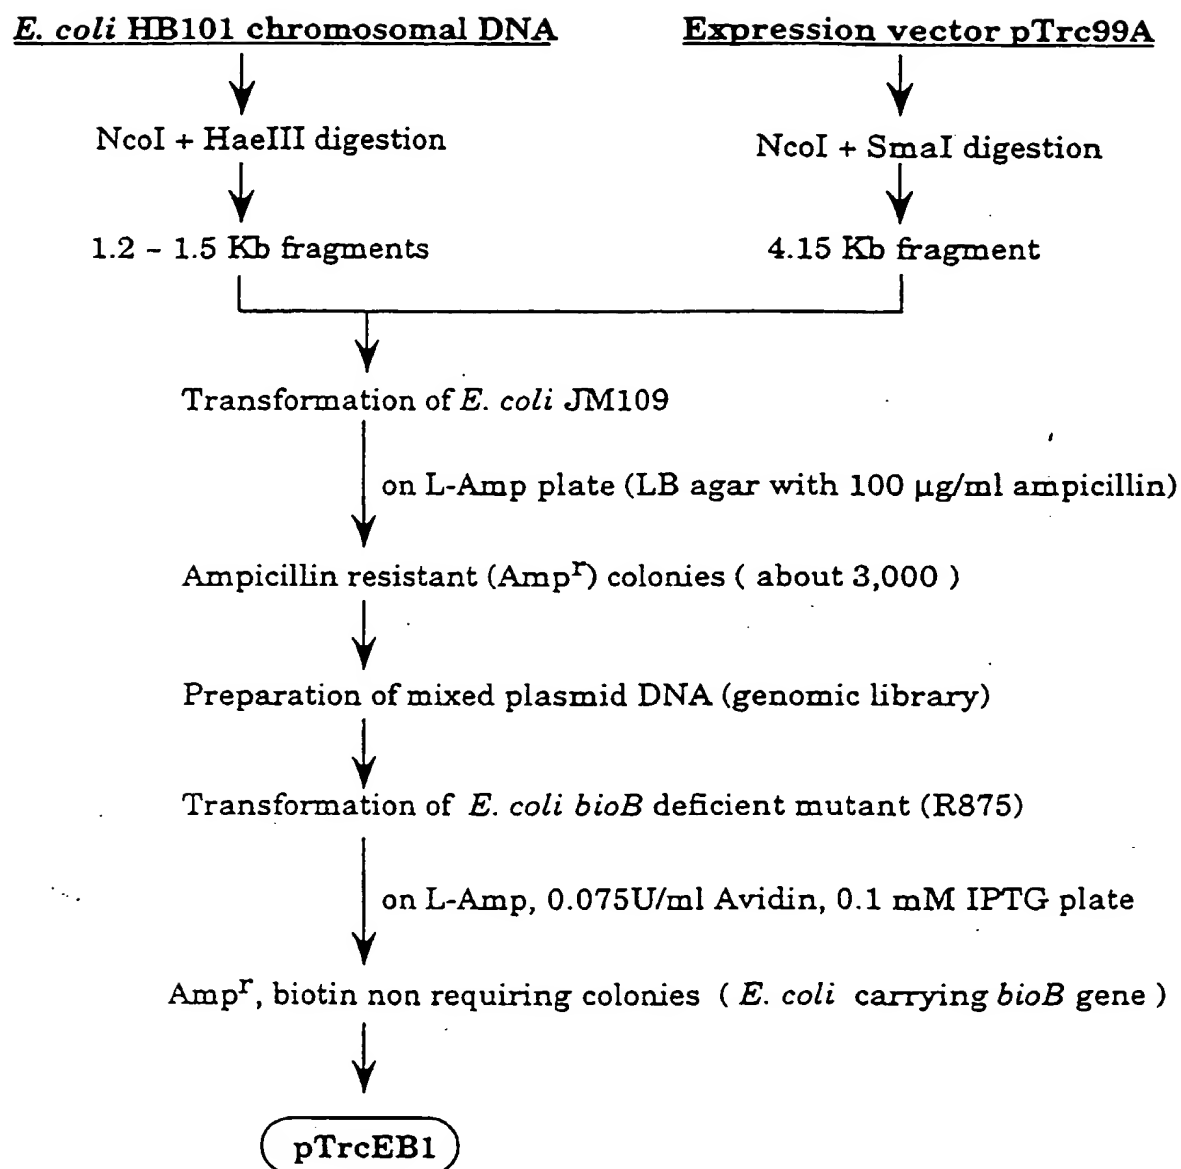 E. coli HB101 chromosomal DNA
Expression vector pTrc99A
NcoI + HaeIII digestion
NcoI + SmaI digestion
1.2 - 1.5 Kb fragments
4.15 Kb fragment
Transformation of E. coli JM109
on L-Amp plate (LB agar with 100 µg/ml ampicillin)
Ampicillin resistant (Ampʳ) colonies ( about 3,000 )
Preparation of mixed plasmid DNA (genomic library)
Transformation of E. coli bioB deficient mutant (R875)
on L-Amp, 0.075U/ml Avidin, 0.1 mM IPTG plate
Ampʳ, biotin non requiring colonies ( E. coli carrying bioB gene )
pTrcEB1